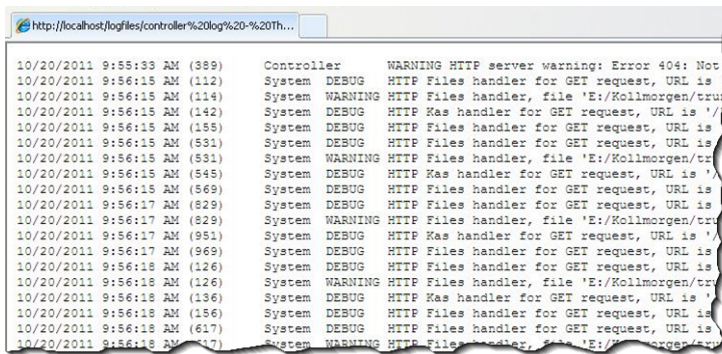 http://localhost/logfiles/controller%20log%20-%20Th...
10/20/2011 9:55:33 AM (389) Controller WARNING HTTP server warning: Error 404: Not
10/20/2011 9:56:15 AM (112) System DEBUG HTTP Files handler for GET request, URL is
10/20/2011 9:56:15 AM (114) System WARNING HTTP Files handler, file 'E:/Kollmorgen/trun
10/20/2011 9:56:15 AM (142) System DEBUG HTTP Kas handler for GET request, URL is '/
10/20/2011 9:56:15 AM (155) System DEBUG HTTP Files handler for GET request, URL is
10/20/2011 9:56:15 AM (531) System DEBUG HTTP Files handler for GET request, URL is
10/20/2011 9:56:15 AM (531) System WARNING HTTP Files handler, file 'E:/Kollmorgen/tr
10/20/2011 9:56:15 AM (545) System DEBUG HTTP Kas handler for GET request, URL is '/
10/20/2011 9:56:15 AM (569) System DEBUG HTTP Files handler for GET request, URL is
10/20/2011 9:56:17 AM (829) System DEBUG HTTP Files handler for GET request, URL is
10/20/2011 9:56:17 AM (829) System WARNING HTTP Files handler, file 'E:/Kollmorgen/tru
10/20/2011 9:56:17 AM (951) System DEBUG HTTP Kas handler for GET request, URL is '/
10/20/2011 9:56:17 AM (969) System DEBUG HTTP Files handler for GET request, URL is
10/20/2011 9:56:18 AM (126) System DEBUG HTTP Files handler for GET request, URL is
10/20/2011 9:56:18 AM (126) System WARNING HTTP Files handler, file 'E:/Kollmorgen/tru
10/20/2011 9:56:18 AM (136) System DEBUG HTTP Kas handler for GET request, URL is '
10/20/2011 9:56:18 AM (156) System DEBUG HTTP Files handler for GET request, URL is
10/20/2011 9:56:18 AM (617) System DEBUG HTTP Files handler for GET request, URL is
10/20/2011 9:56:18 AM (617) System WARNING HTTP Files handler, file